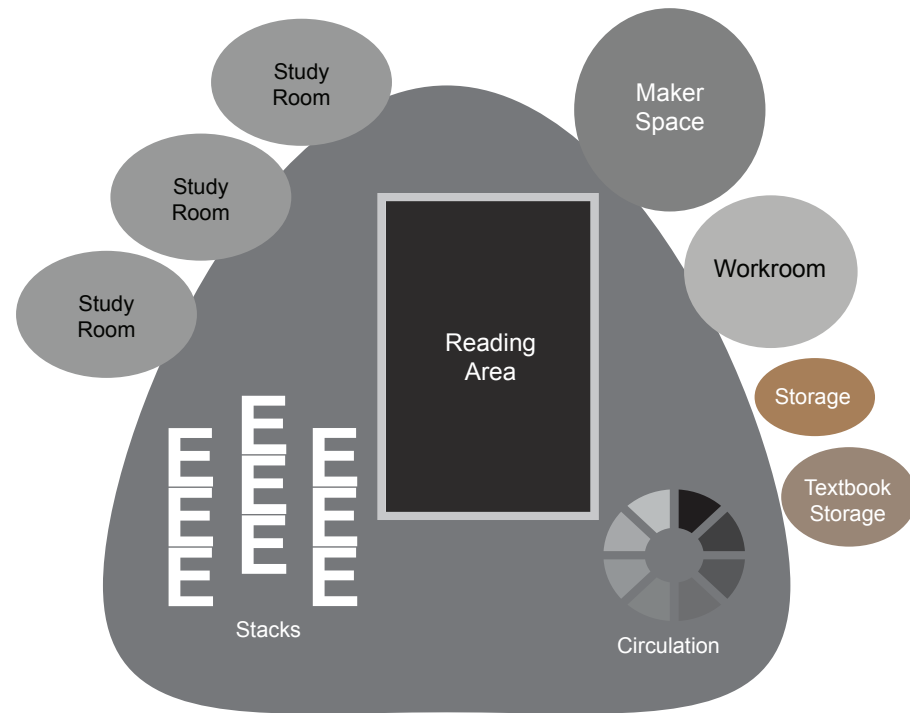 Study
Room
Maker
Space
Study
Room
Workroom
Study
Room
Reading
Area
Storage
E
E
E
E
E
E
E
E
E
Textbook
Storage
Stacks
Circulation